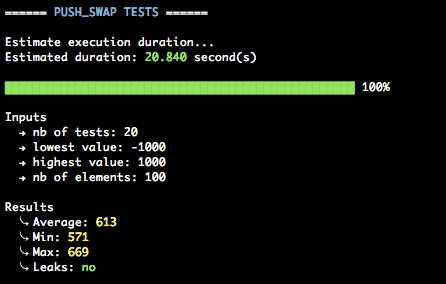 ====== PUSH_SWAP TESTS ======
Estimate execution duration...
Estimated duration: 20.840 second(s)
100%
Inputs
→ nb of tests: 20
→ lowest value: -1000
→ highest value: 1000
→ nb of elements: 100
Results
⤷ Average: 613
⤷ Min: 571
⤷ Max: 669
⤷ Leaks: no